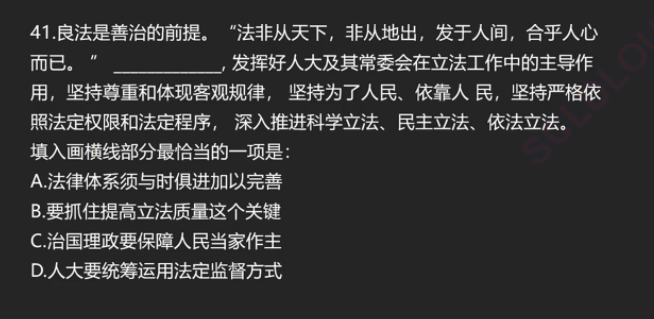 41.良法是善治的前提。“法非从天下，非从地出，发于人间，合乎人心
而已。” ____________, 发挥好人大及其常委会在立法工作中的主导作
用，坚持尊重和体现客观规律， 坚持为了人民、依靠人 民，坚持严格依
照法定权限和法定程序， 深入推进科学立法、民主立法、依法立法。
填入画横线部分最恰当的一项是：
A.法律体系须与时俱进加以完善
B.要抓住提高立法质量这个关键
C.治国理政要保障人民当家作主
D.人大要统筹运用法定监督方式